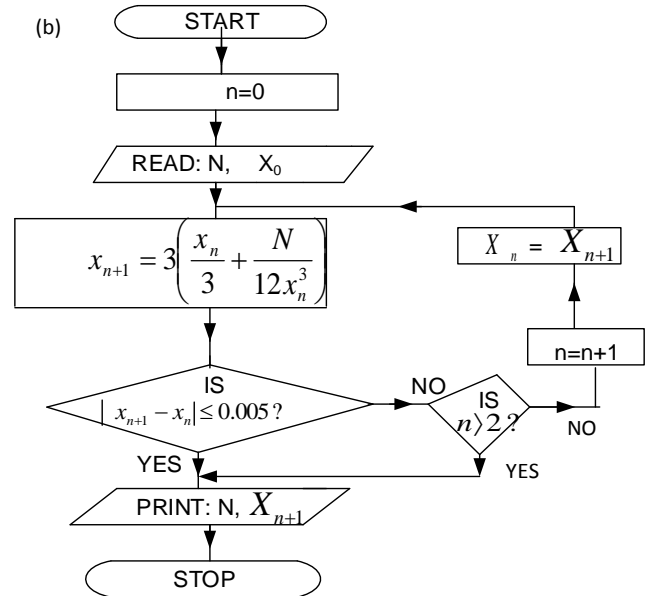 (b)
START
n=0
READ: N, X₀
x_{n+1} = 3(x_n/3 + N/12x_n^3)
X_n = X_{n+1}
n=n+1
IS
| x_{n+1} − x_n| ≤ 0.005 ?
NO
IS
n⟩2 ?
NO
YES
YES
PRINT: N, X_{n+1}
STOP